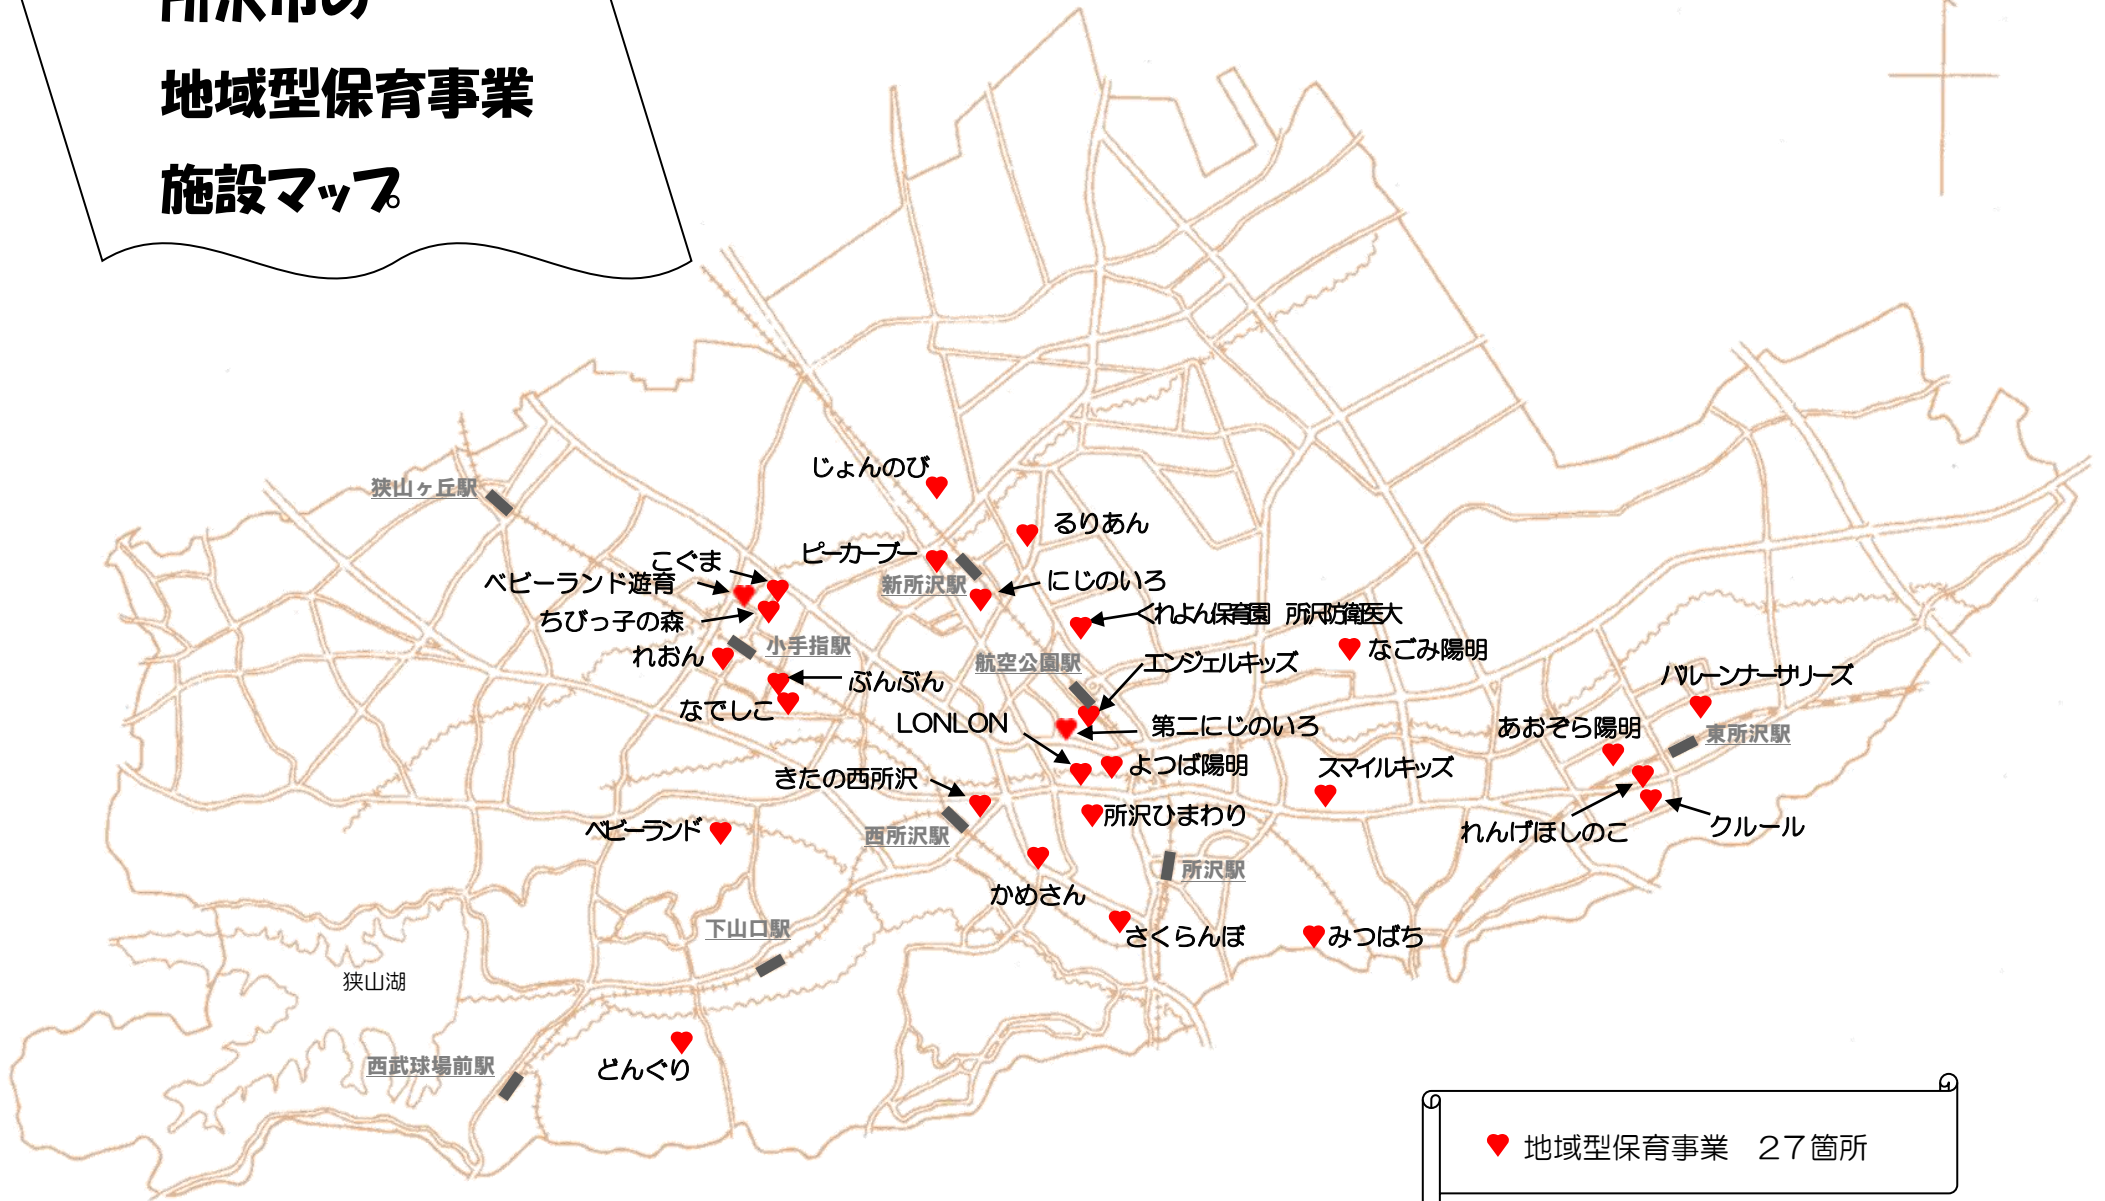 所沢市の
地域型保育事業
施設マップ
じょんのび
狭山ヶ丘駅
るりあん
ピーカーブー
こぐま
ベビーランド遊育
新所沢駅
にじのいろ
ちびっ子の森
くれよん保育園 所沢防衛医大
小手指駅
れおん
航空公園駅
エンジェルキッズ
なごみ陽明
バルーンナーサリーズ
ぶんぶん
なでしこ
LONLON
第二にじのいろ
あおぞら陽明
東所沢駅
きたの西所沢
よつば陽明
スマイルキッズ
ベビーランド
西所沢駅
所沢ひまわり
れんげほしのこ
クルール
所沢駅
かめさん
下山口駅
さくらんぼ
みつばち
狭山湖
西武球場前駅
どんぐり
地域型保育事業 27箇所